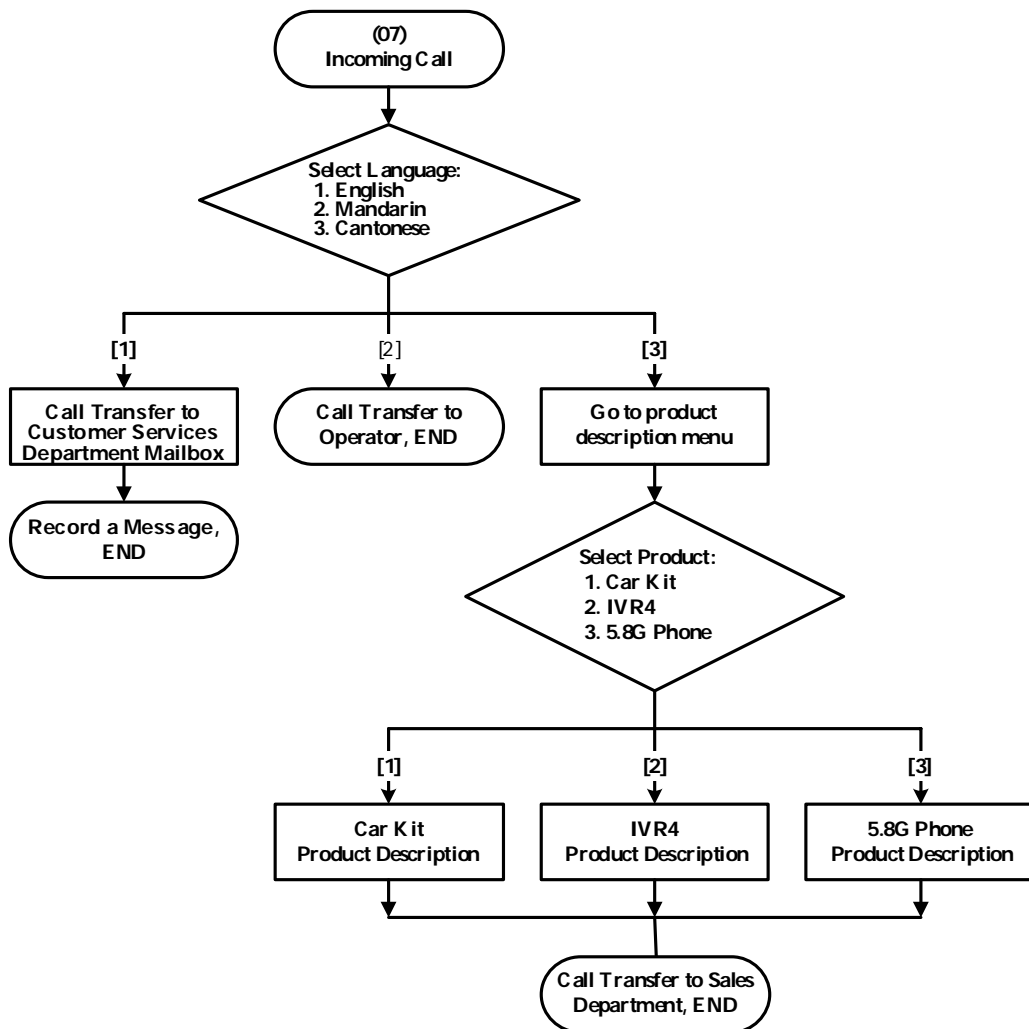 (07)
Incoming Call
Select Language:
1. English
2. Mandarin
3. Cantonese
[1]
[2]
[3]
Call Transfer to
Customer Services
Department Mailbox
Call Transfer to
Operator, END
Go to product
description menu
Record a Message,
END
Select Product:
1. Car Kit
2. IVR4
3. 5.8G Phone
[1]
[2]
[3]
Car Kit
Product Description
IVR4
Product Description
5.8G Phone
Product Description
Call Transfer to Sales
Department, END